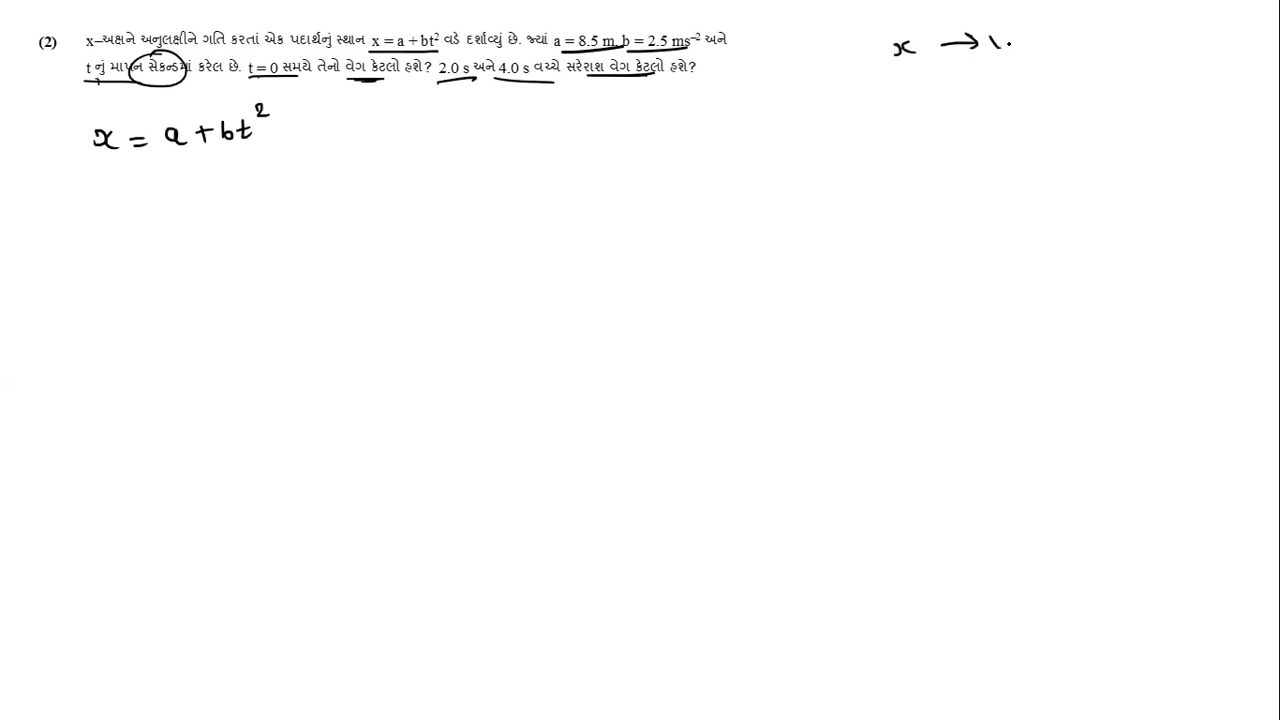 (2) x–અક્ષને અનુલક્ષીને ગતિ કરતાં એક પદાર્થનું સ્થાન x = a + bt² વડે દર્શાવ્યું છે. જ્યાં a = 8.5 m, b = 2.5 ms⁻² અને
t નું માપન સેકન્ડમાં કરેલ છે. t = 0 સમયે તેનો વેગ કેટલો હશે? 2.0 s અને 4.0 s વચ્ચે સરેરાશ વેગ કેટલો હશે?
x →
x = a + bt²